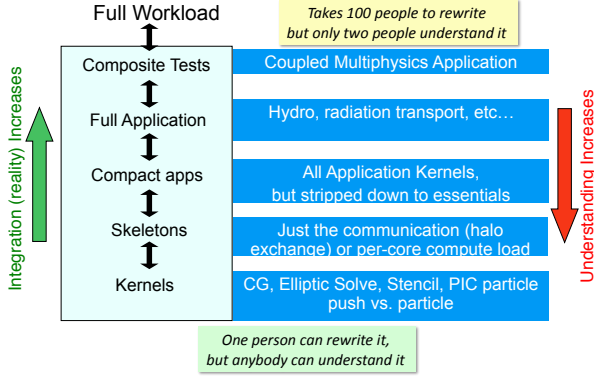 Full Workload
Takes 100 people to rewrite
but only two people understand it
Composite Tests
Coupled Multiphysics Application
Full Application
Hydro, radiation transport, etc…
Compact apps
All Application Kernels,
but stripped down to essentials
Skeletons
Just the communication (halo
exchange) or per-core compute load
Kernels
CG, Elliptic Solve, Stencil, PIC particle
push vs. particle
One person can rewrite it,
but anybody can understand it
Integration (reality) Increases
Understanding Increases